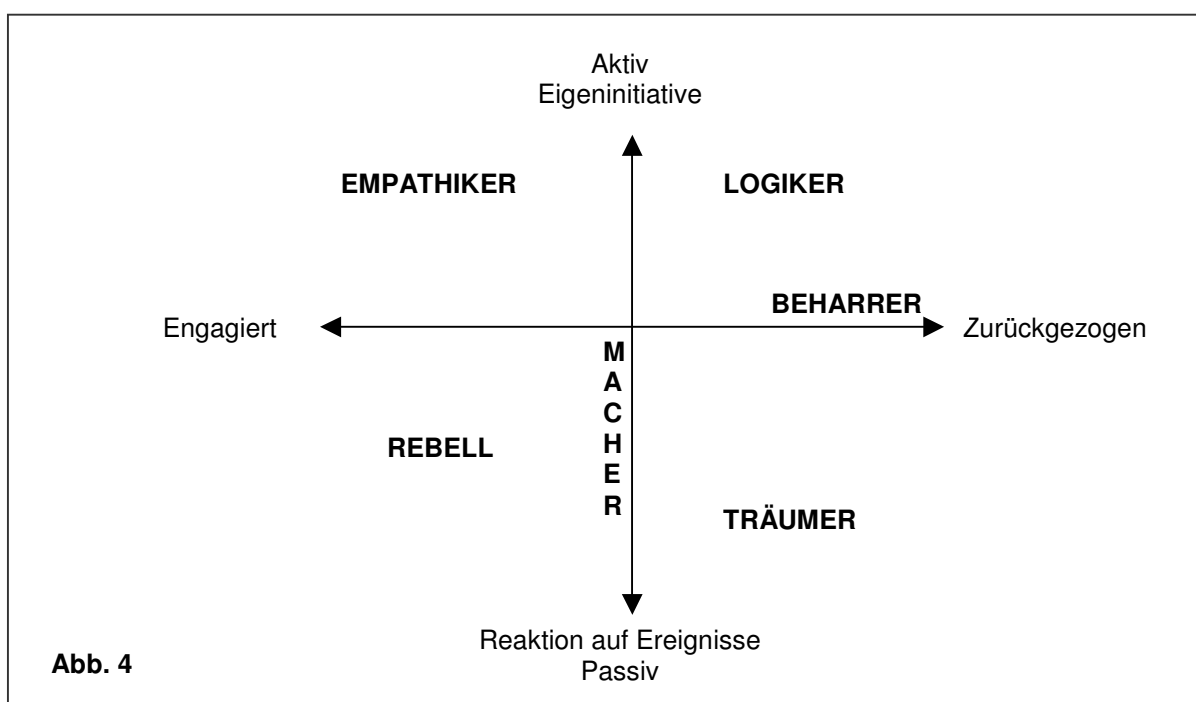 Aktiv
Eigeninitiative
EMPATHIKER
LOGIKER
BEHARRER
Engagiert
Zurückgezogen
M
A
C
H
E
R
REBELL
TRÄUMER
Reaktion auf Ereignisse
Passiv
Abb. 4